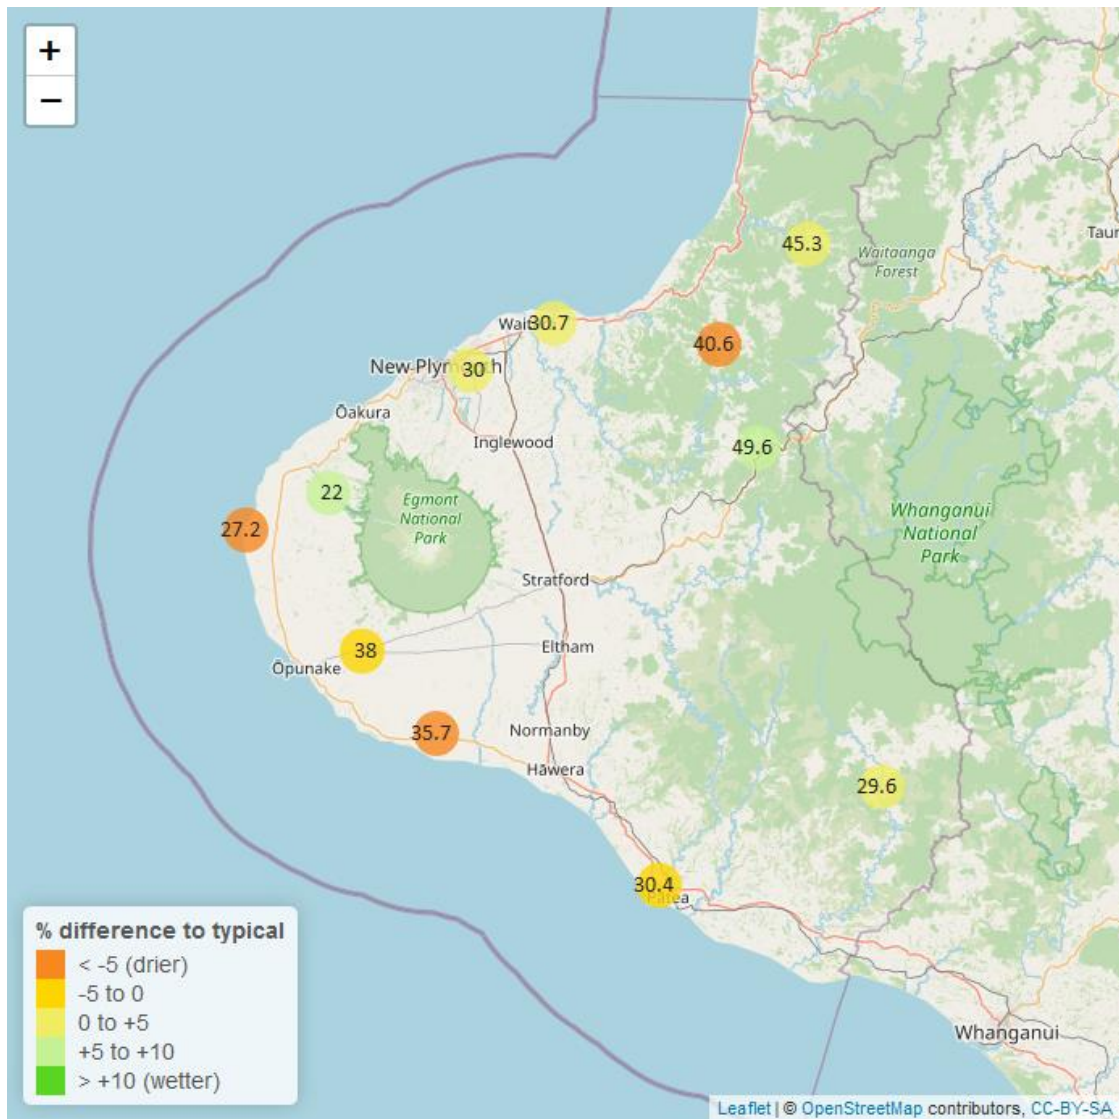 +
−
45.3
Taur
Waitaanga
Forest
Wait
30.7
40.6
New Plymouth
30
Ōakura
Inglewood
49.6
22
Egmont
National
Park
Whanganui
National
Park
27.2
Stratford
38
Eltham
Ōpunake
35.7
Normanby
Hāwera
29.6
30.4
Pātea
% difference to typical
< -5 (drier)
-5 to 0
0 to +5
+5 to +10
> +10 (wetter)
Whanganui
Leaflet | © OpenStreetMap contributors, CC-BY-SA